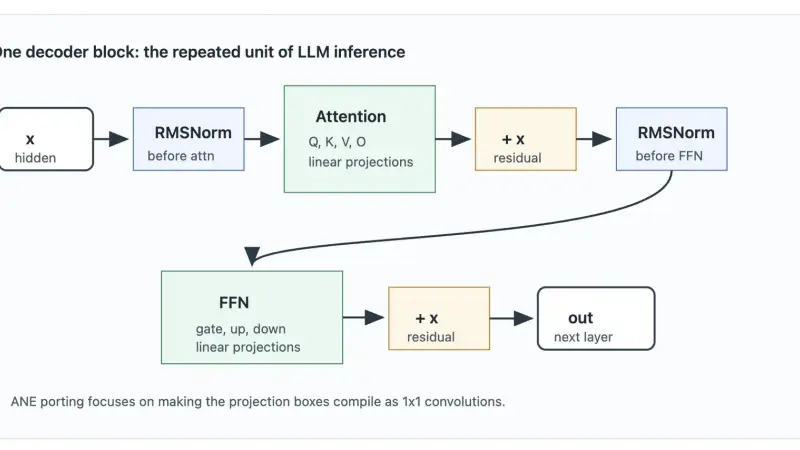 One decoder block: the repeated unit of LLM inference
x
hidden
RMSNorm
before attn
Attention
Q, K, V, O
linear projections
+ x
residual
RMSNorm
before FFN
FFN
gate, up, down
linear projections
+ x
residual
out
next layer
ANE porting focuses on making the projection boxes compile as 1x1 convolutions.